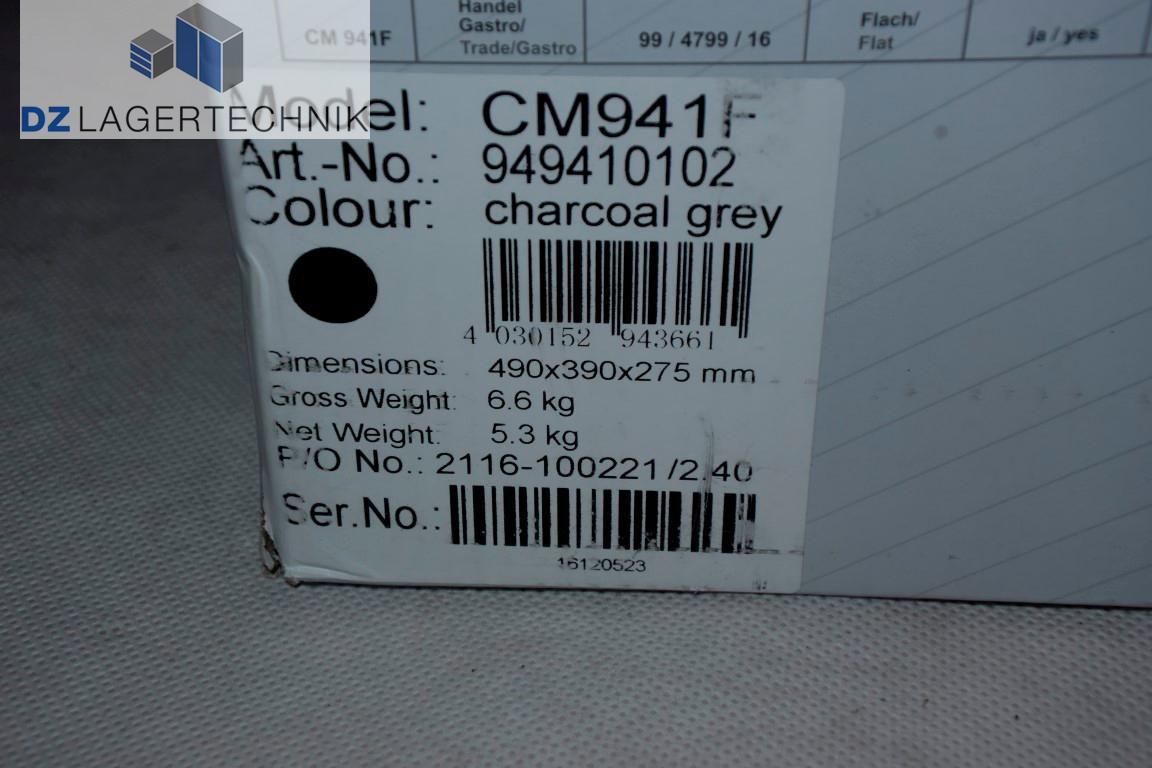 Handel
Gastro/
Trade/Gastro
CM 941F
99 / 4799 / 16
Flach/
Flat
ja / yes
DZ LAGERTECHNIK
Model: CM941F
Art.-No.: 949410102
Colour: charcoal grey
4 030152 943661
Dimensions: 490x390x275 mm
Gross Weight: 6.6 kg
Net Weight: 5.3 kg
P/O No.: 2116-100221/2.40
Ser.No.:
16120523